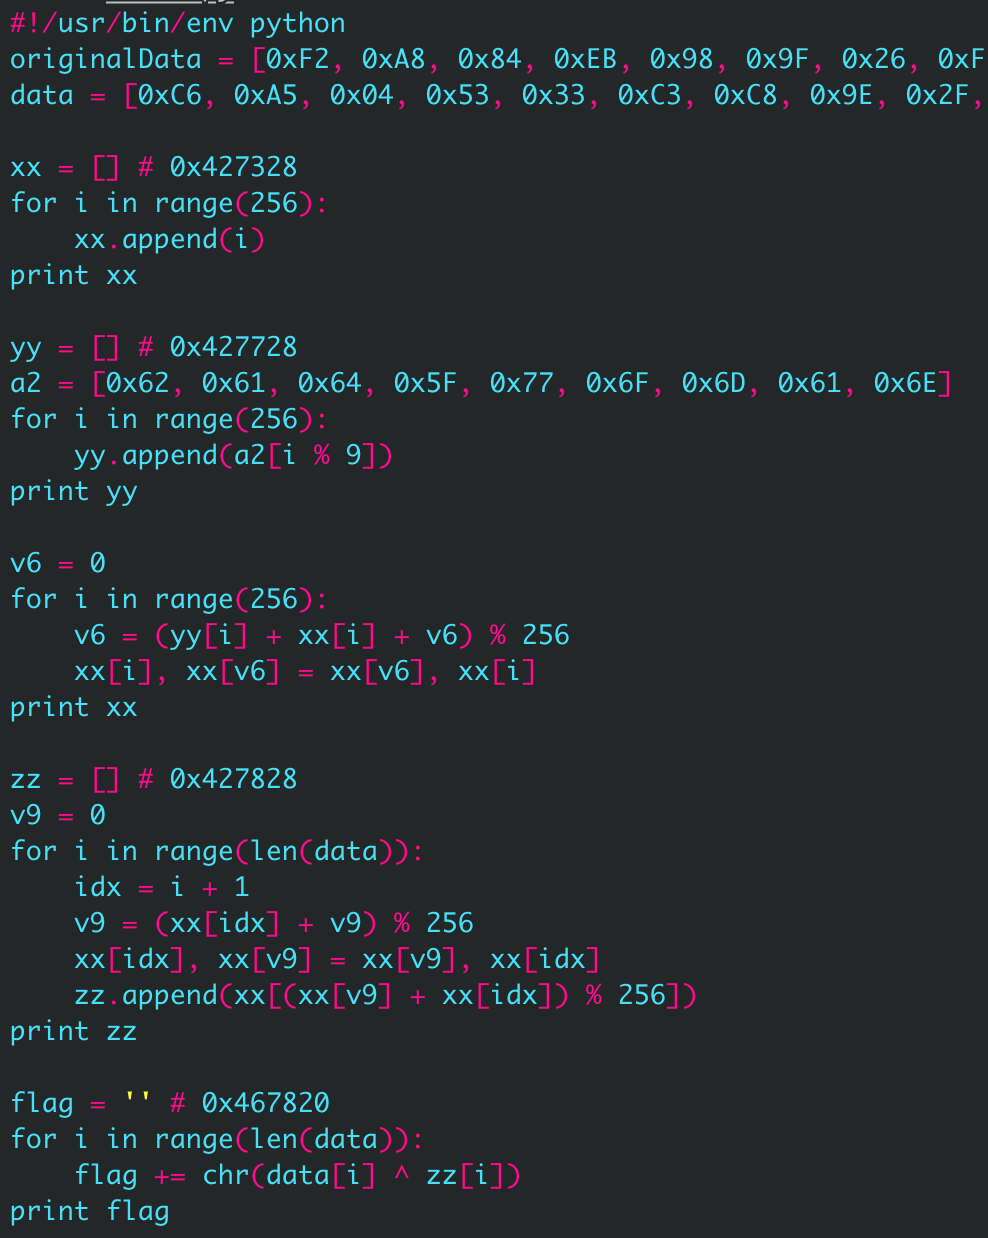 #!/usr/bin/env python
originalData = [0xF2, 0xA8, 0x84, 0xEB, 0x98, 0x9F, 0x26, 0xF
data = [0xC6, 0xA5, 0x04, 0x53, 0x33, 0xC3, 0xC8, 0x9E, 0x2F,

xx = [] # 0x427328
for i in range(256):
    xx.append(i)
print xx

yy = [] # 0x427728
a2 = [0x62, 0x61, 0x64, 0x5F, 0x77, 0x6F, 0x6D, 0x61, 0x6E]
for i in range(256):
    yy.append(a2[i % 9])
print yy

v6 = 0
for i in range(256):
    v6 = (yy[i] + xx[i] + v6) % 256
    xx[i], xx[v6] = xx[v6], xx[i]
print xx

zz = [] # 0x427828
v9 = 0
for i in range(len(data)):
    idx = i + 1
    v9 = (xx[idx] + v9) % 256
    xx[idx], xx[v9] = xx[v9], xx[idx]
    zz.append(xx[(xx[v9] + xx[idx]) % 256])
print zz

flag = '' # 0x467820
for i in range(len(data)):
    flag += chr(data[i] ^ zz[i])
print flag